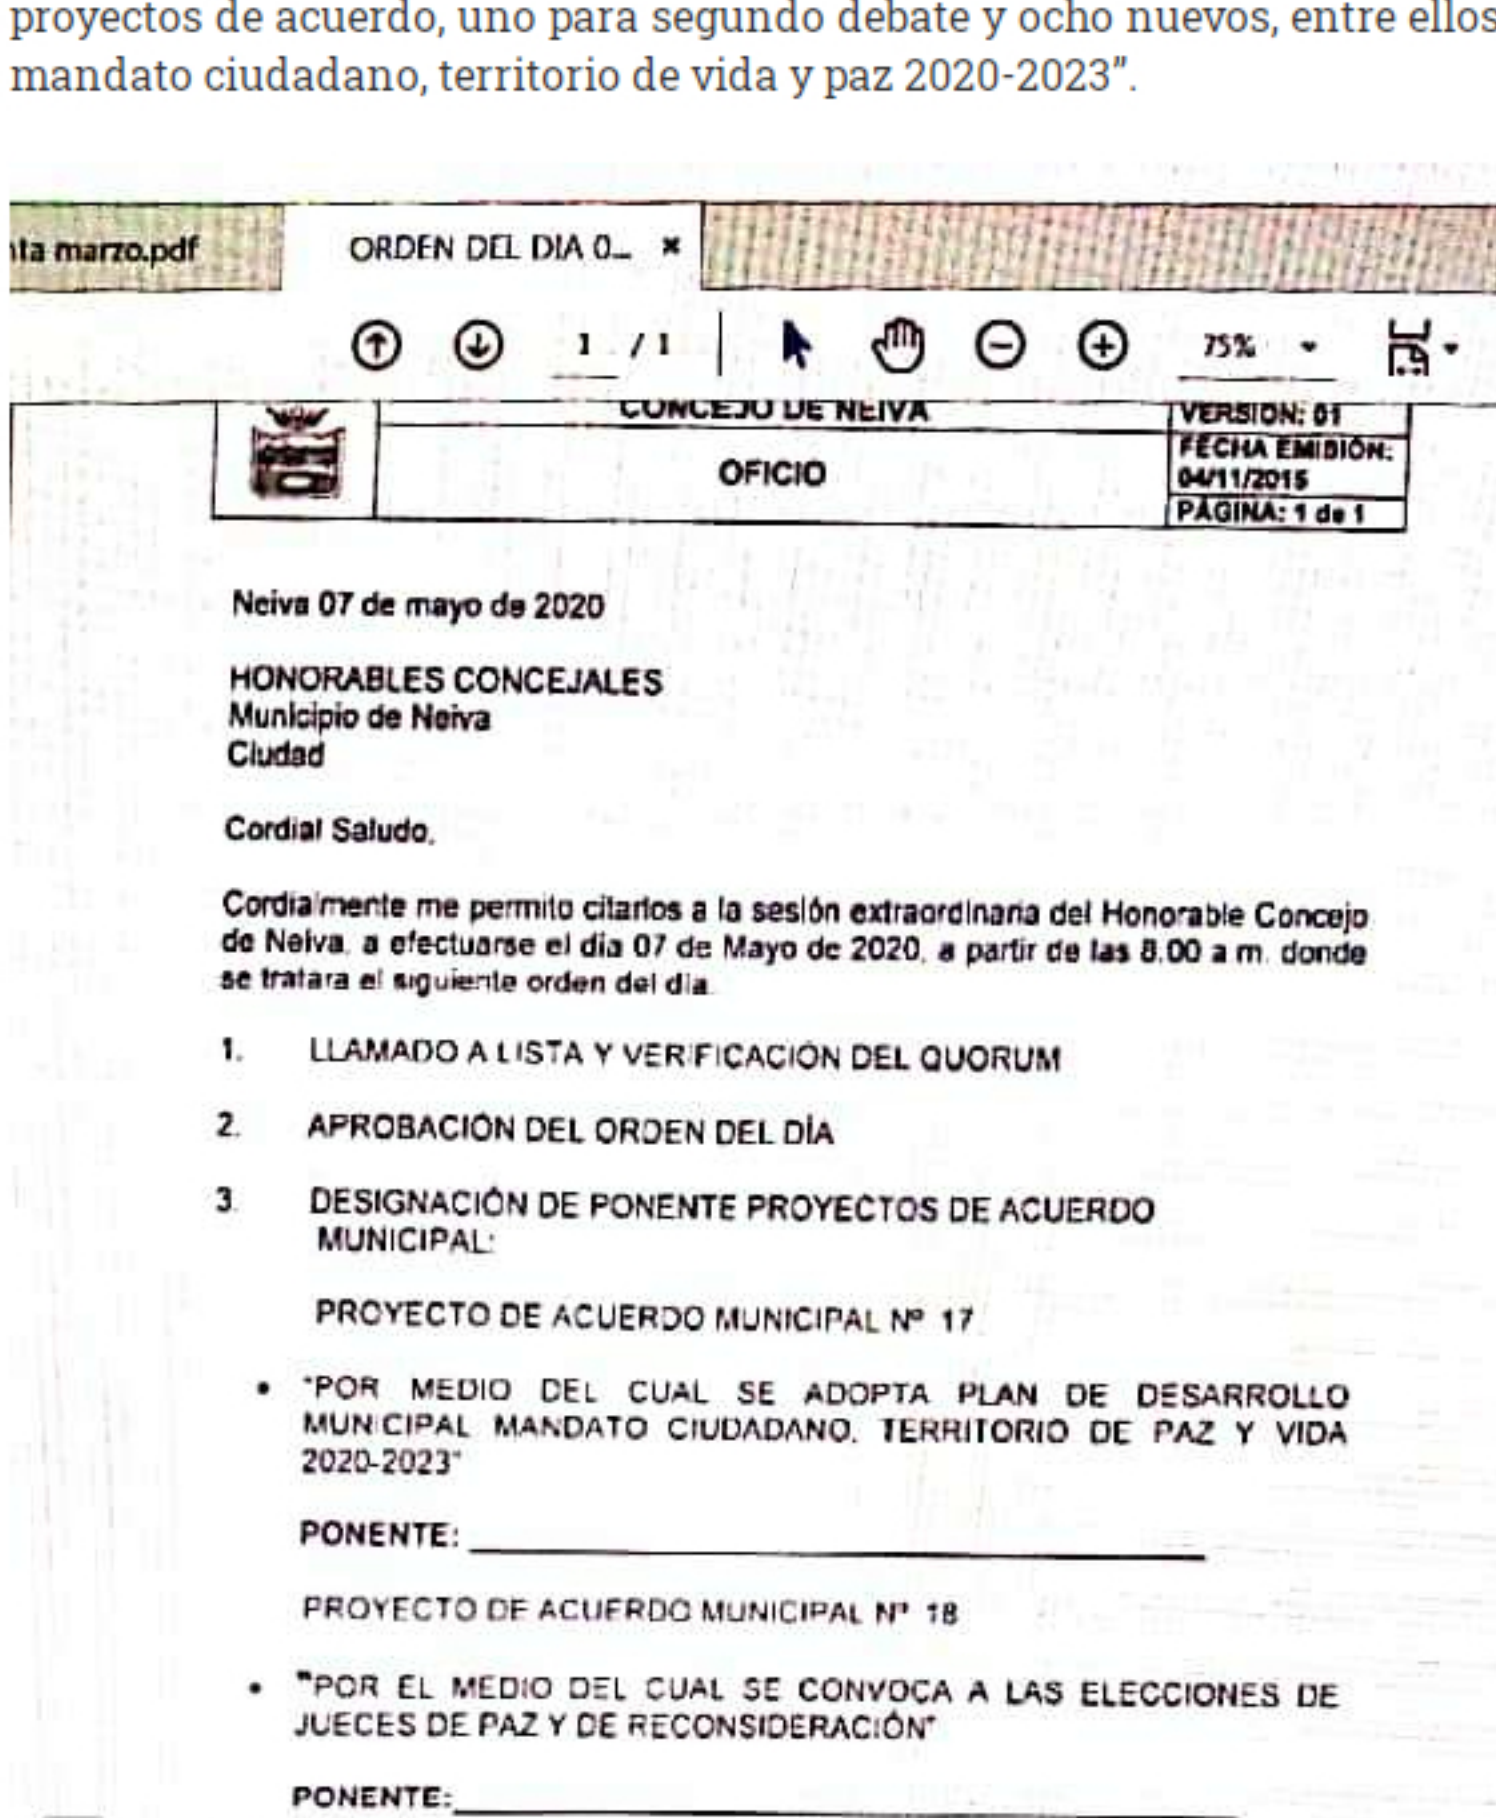 proyectos de acuerdo, uno para segundo debate y ocho nuevos, entre ellos
mandato ciudadano, territorio de vida y paz 2020-2023”.
nta marzo.pdf
ORDEN DEL DIA 0... ×
1 / 1
75%
CONCEJO DE NEIVA
VERSION: 01
OFICIO
FECHA EMISIÓN:
04/11/2015
PÁGINA: 1 de 1
Neiva 07 de mayo de 2020
HONORABLES CONCEJALES
Municipio de Neiva
Ciudad
Cordial Saludo,
Cordialmente me permito citarlos a la sesión extraordinaria del Honorable Concejo
de Neiva, a efectuarse el dia 07 de Mayo de 2020, a partir de las 8.00 a m. donde
se tratara el siguiente orden del dia.
1. LLAMADO A LISTA Y VERIFICACIÓN DEL QUORUM
2. APROBACIÓN DEL ORDEN DEL DÍA
3. DESIGNACIÓN DE PONENTE PROYECTOS DE ACUERDO
MUNICIPAL:
PROYECTO DE ACUERDO MUNICIPAL Nº 17
• "POR MEDIO DEL CUAL SE ADOPTA PLAN DE DESARROLLO
MUNICIPAL MANDATO CIUDADANO, TERRITORIO DE PAZ Y VIDA
2020-2023"
PONENTE:
PROYECTO DE ACUERDO MUNICIPAL Nº 18
• "POR EL MEDIO DEL CUAL SE CONVOCA A LAS ELECCIONES DE
JUECES DE PAZ Y DE RECONSIDERACIÓN"
PONENTE: